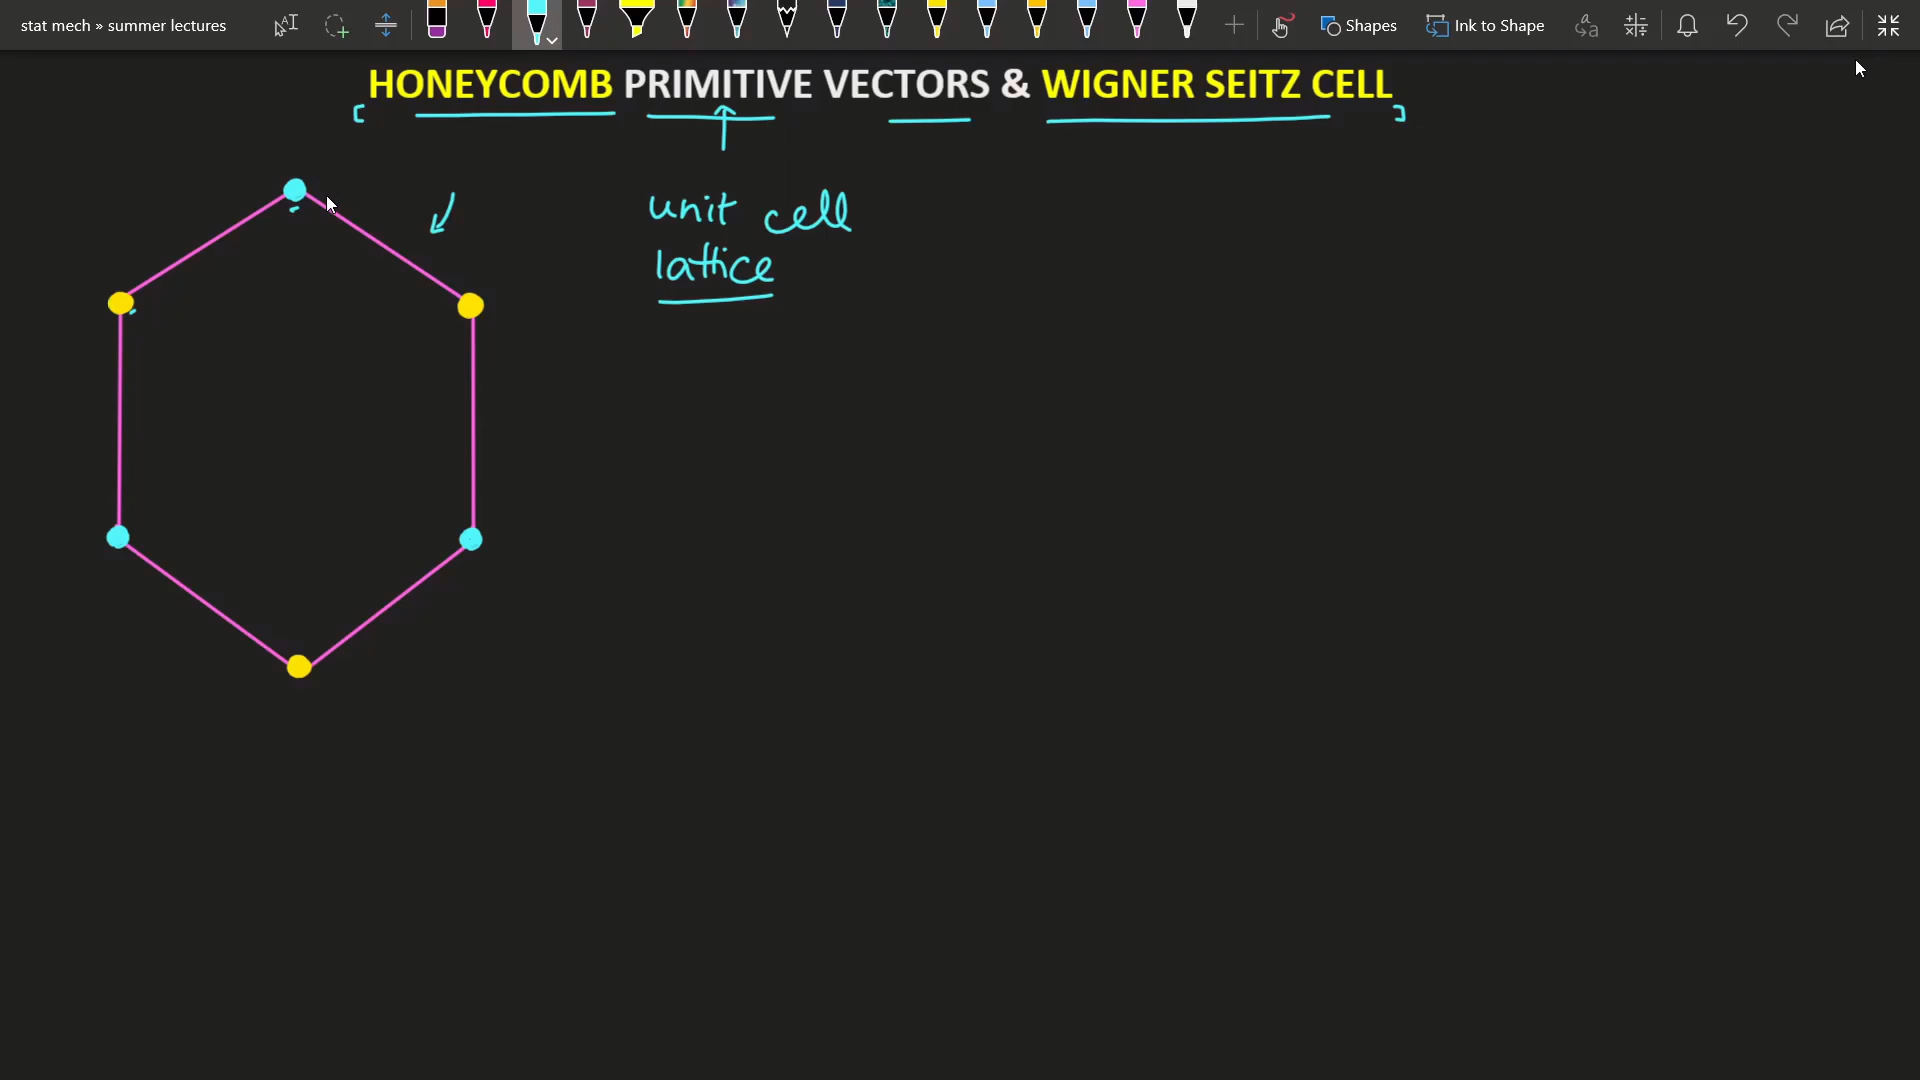 stat mech » summer lectures
Shapes
Ink to Shape
HONEYCOMB PRIMITIVE VECTORS & WIGNER SEITZ CELL
unit cell
lattice